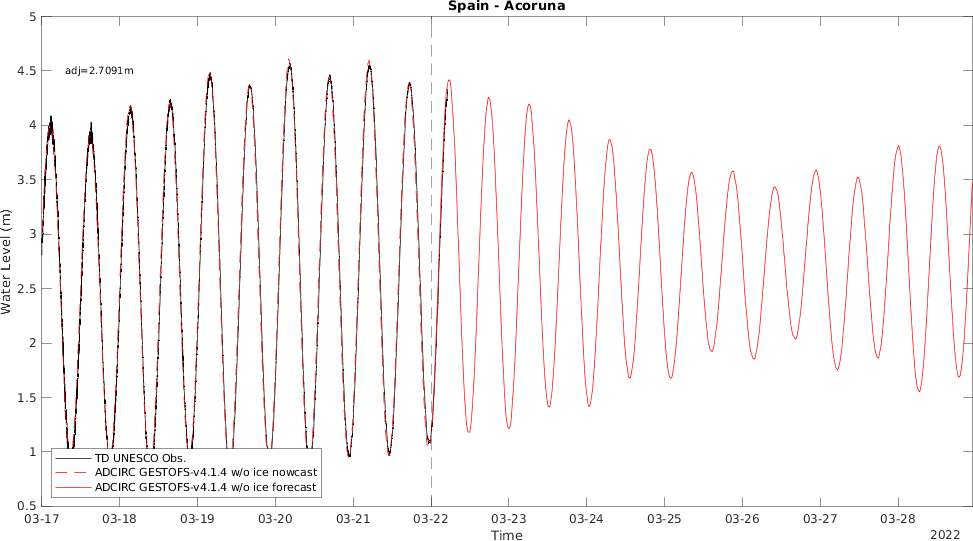 Spain - Acoruna
5
4.5
4
3.5
3
2.5
2
1.5
1
0.5
Water Level (m)
adj=2.7091m
TD UNESCO Obs.
ADCIRC GESTOFS-v4.1.4 w/o ice nowcast
ADCIRC GESTOFS-v4.1.4 w/o ice forecast
03-17 03-18 03-19 03-20 03-21 03-22 03-23 03-24 03-25 03-26 03-27 03-28
Time
2022